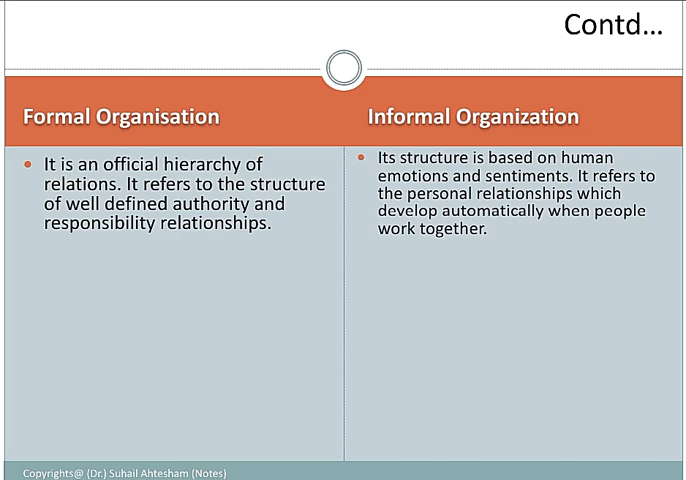 Contd...
Formal Organisation
Informal Organization
It is an official hierarchy of
relations. It refers to the structure
of well defined authority and
responsibility relationships.
Its structure is based on human
emotions and sentiments. It refers to
the personal relationships which
develop automatically when people
work together.
Copyrights@ (Dr.) Suhail Ahtesham (Notes)